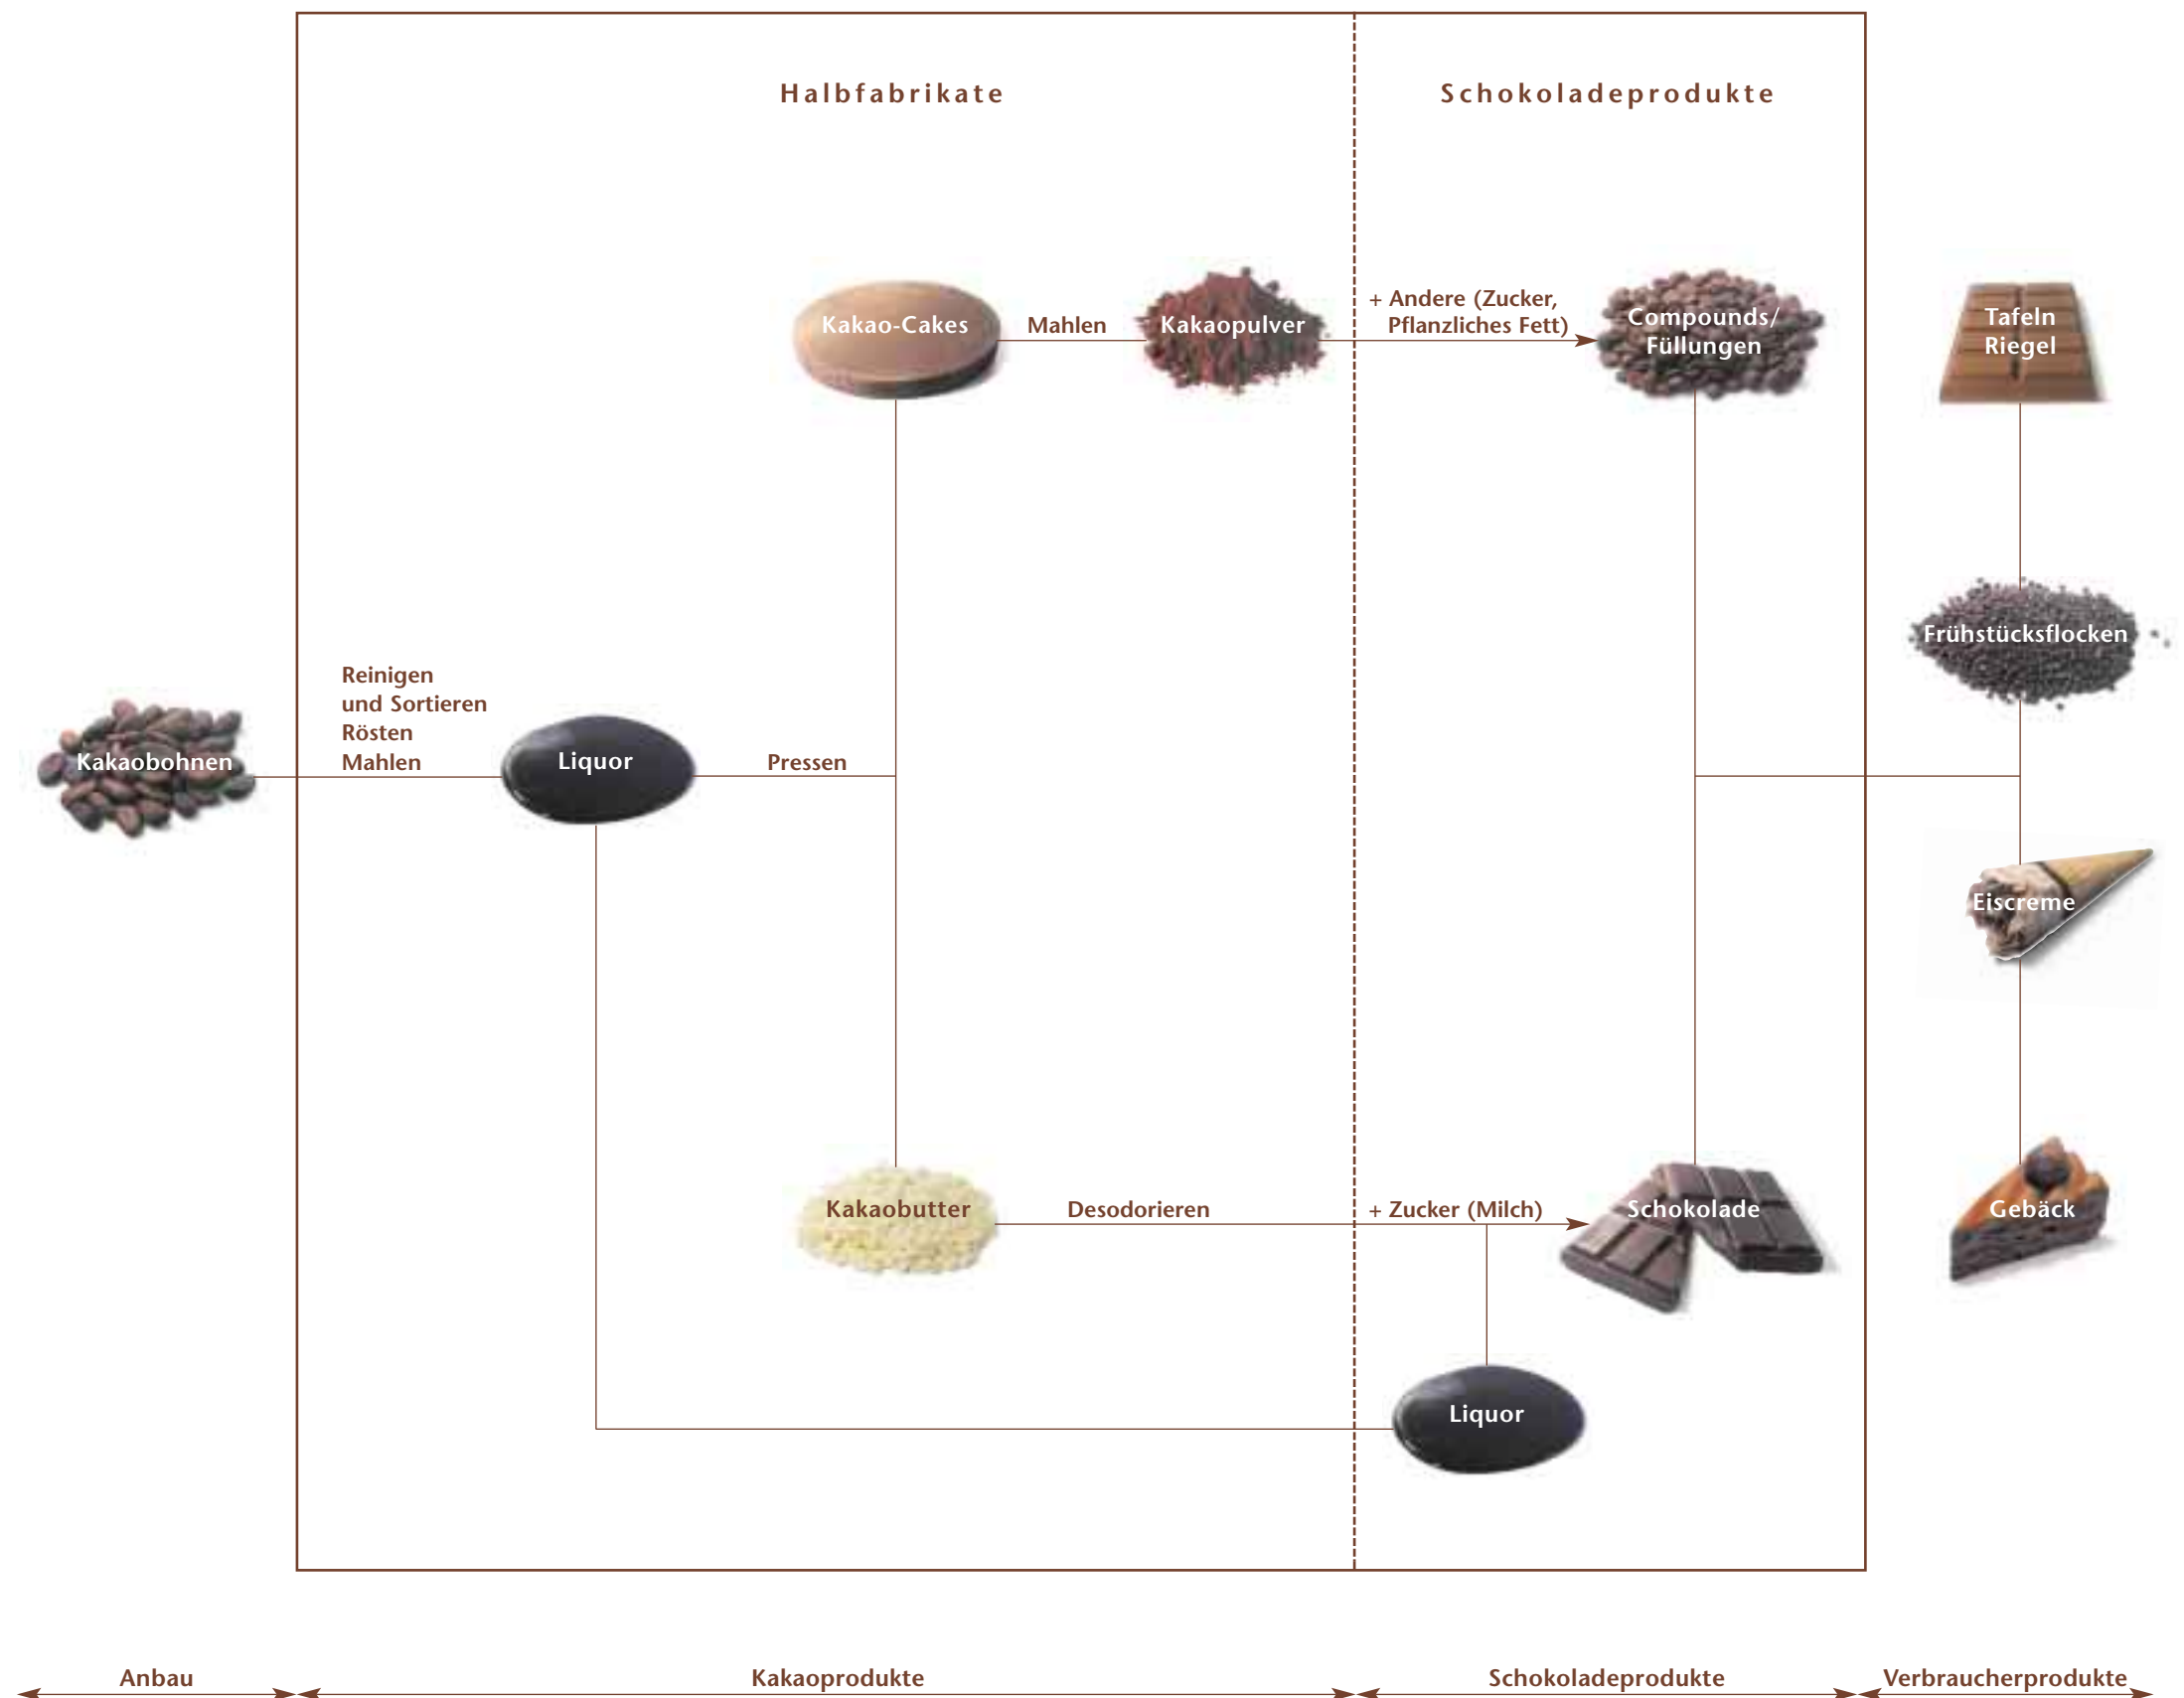 Halbfabrikate
Schokoladeprodukte
Kakao-Cakes
Mahlen
Kakaopulver
+ Andere (Zucker,
Pflanzliches Fett)
Compounds/
Füllungen
Tafeln
Riegel
Frühstücksflocken
Reinigen
und Sortieren
Rösten
Mahlen
Kakaobohnen
Liquor
Pressen
Eiscreme
Kakaobutter
Desodorieren
+ Zucker (Milch)
Schokolade
Gebäck
Liquor
Anbau
Kakaoprodukte
Schokoladeprodukte
Verbraucherprodukte